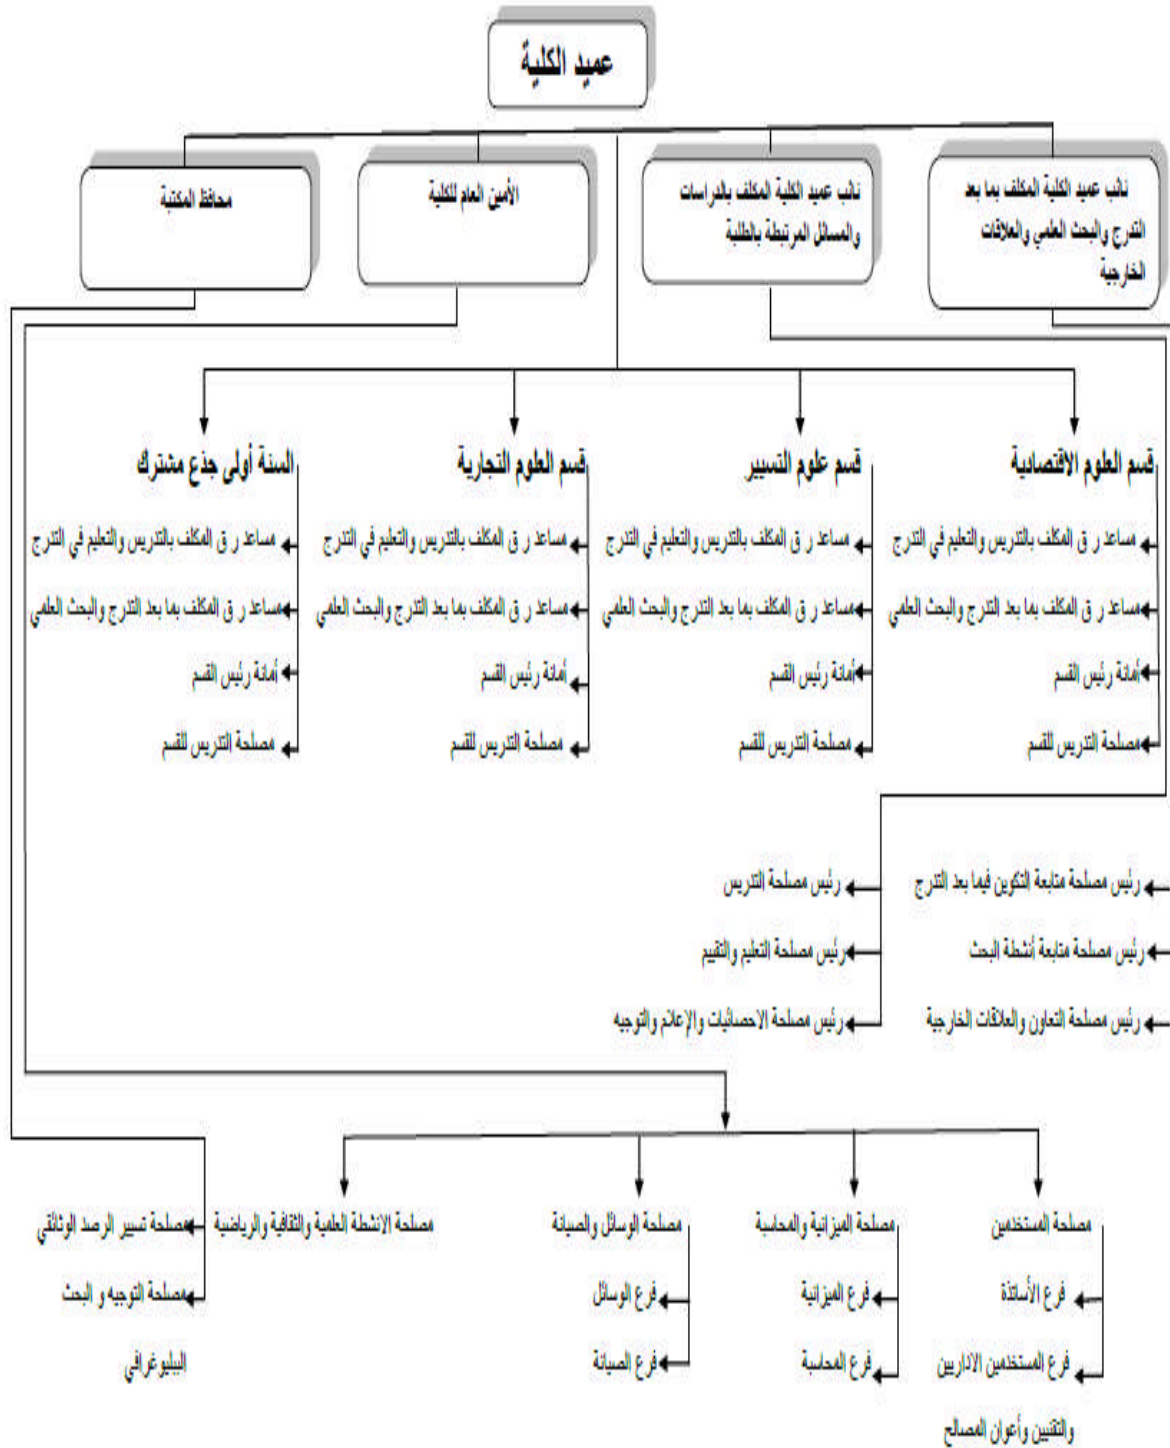 عميد الكلية
نائب عميد الكلية المكلف بما بعد
التدرج والبحث العلمي والعلاقات
الخارجية
نائب عميد الكلية المكلف بالدراسات
والمسائل المرتبطة بالطلبة
الأمين العام للكلية
محافظ المكتبة
قسم العلوم الاقتصادية
مساعد ر ق المكلف بالتدريس والتعليم في التدرج
مساعد ر ق المكلف بما بعد التدرج والبحث العلمي
أمانة رئيس القسم
مصلحة التدريس للقسم
قسم علوم التسيير
مساعد ر ق المكلف بالتدريس والتعليم في التدرج
مساعد ر ق المكلف بما بعد التدرج والبحث العلمي
أمانة رئيس القسم
مصلحة التدريس للقسم
قسم العلوم التجارية
مساعد ر ق المكلف بالتدريس والتعليم في التدرج
مساعد ر ق المكلف بما بعد التدرج والبحث العلمي
أمانة رئيس القسم
مصلحة التدريس للقسم
السنة أولى جذع مشترك
مساعد ر ق المكلف بالتدريس والتعليم في التدرج
مساعد ر ق المكلف بما بعد التدرج والبحث العلمي
أمانة رئيس القسم
مصلحة التدريس للقسم
رئيس مصلحة متابعة التكوين فيما بعد التدرج
رئيس مصلحة متابعة أنشطة البحث
رئيس مصلحة التعاون والعلاقات الخارجية
رئيس مصلحة التدريس
رئيس مصلحة التعليم والتقييم
رئيس مصلحة الاحصائيات والإعلام والتوجيه
مصلحة المستخدمين
فرع الأساتذة
فرع المستخدمين الاداريين
والتقنيين وأعوان المصالح
مصلحة الميزانية والمحاسبة
فرع الميزانية
فرع المحاسبة
مصلحة الوسائل والصيانة
فرع الوسائل
فرع الصيانة
مصلحة الانشطة العلمية والثقافية والرياضية
مصلحة تسيير الرصد الوثائقي
مصلحة التوجيه و البحث
البيليوغرافي